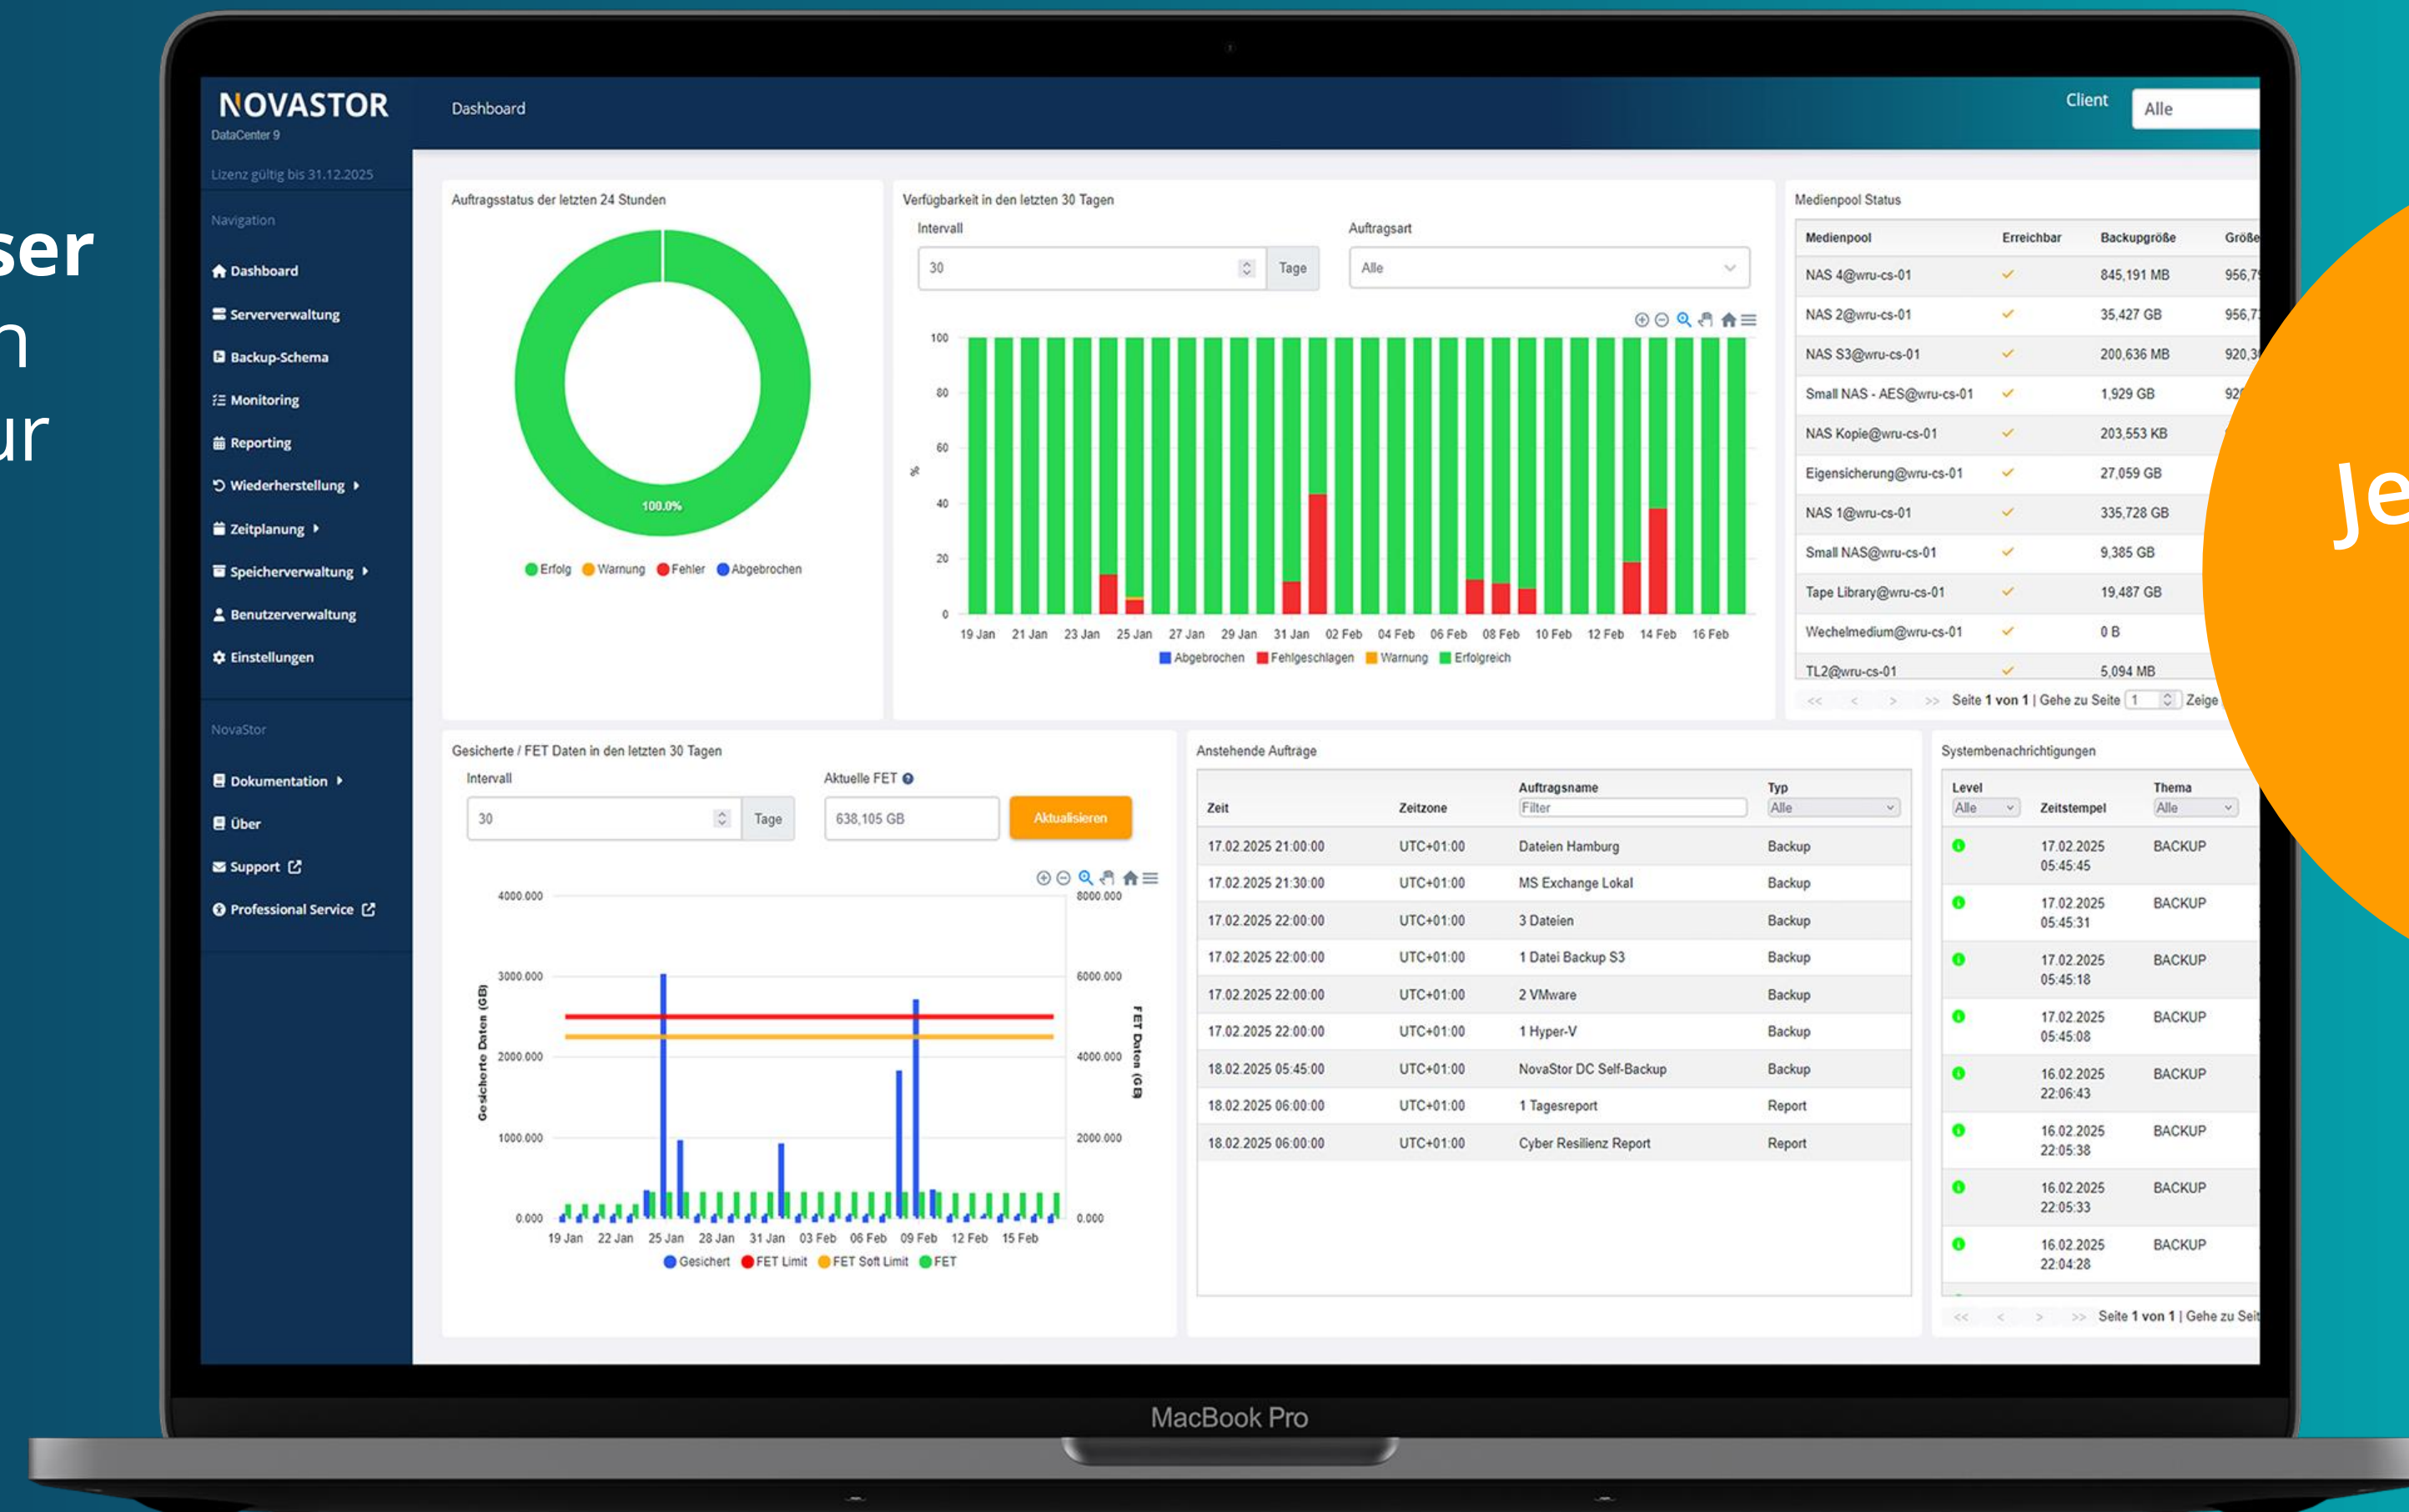 NOVASTOR
DataCenter 9
Lizenz gültig bis 31.12.2025
Navigation
Dashboard
Serververwaltung
Backup-Schema
Monitoring
Reporting
Wiederherstellung
Zeitplanung
Speicherverwaltung
Benutzerverwaltung
Einstellungen
NovaStor
Dokumentation
Über
Support
Professional Service
Dashboard
Client Alle
Auftragsstatus der letzten 24 Stunden
100.0%
Erfolg Warnung Fehler Abgebrochen
Verfügbarkeit in den letzten 30 Tagen
Intervall Auftragsart
30 Tage Alle
100
80
60
%
40
20
0
19 Jan 21 Jan 23 Jan 25 Jan 27 Jan 29 Jan 31 Jan 02 Feb 04 Feb 06 Feb 08 Feb 10 Feb 12 Feb 14 Feb 16 Feb
Abgebrochen Fehlgeschlagen Warnung Erfolgreich
Medienpool Status
Medienpool Erreichbar Backupgröße Größe
NAS 4@wru-cs-01 845,191 MB 956,7
NAS 2@wru-cs-01 35,427 GB 956,7
NAS S3@wru-cs-01 200,636 MB 920,3
Small NAS - AES@wru-cs-01 1,929 GB 92
NAS Kopie@wru-cs-01 203,553 KB
Eigensicherung@wru-cs-01 27,059 GB
NAS 1@wru-cs-01 335,728 GB
Small NAS@wru-cs-01 9,385 GB
Tape Library@wru-cs-01 19,487 GB
Wechelmedium@wru-cs-01 0 B
TL2@wru-cs-01 5,094 MB
<< < > >> Seite 1 von 1 | Gehe zu Seite 1 Zeige
Gesicherte / FET Daten in den letzten 30 Tagen
Intervall Aktuelle FET
30 Tage 638,105 GB Aktualisieren
4000.000 8000.000
3000.000 6000.000
2000.000 4000.000
1000.000 2000.000
0.000 0.000
Gesicherte Daten (GB)
FET Daten (GB)
19 Jan 22 Jan 25 Jan 28 Jan 31 Jan 03 Feb 06 Feb 09 Feb 12 Feb 15 Feb
Gesichert FET Limit FET Soft Limit FET
Anstehende Aufträge
Zeit Zeitzone Auftragsname Typ
Filter Alle
17.02.2025 21:00:00 UTC+01:00 Dateien Hamburg Backup
17.02.2025 21:30:00 UTC+01:00 MS Exchange Lokal Backup
17.02.2025 22:00:00 UTC+01:00 3 Dateien Backup
17.02.2025 22:00:00 UTC+01:00 1 Datei Backup S3 Backup
17.02.2025 22:00:00 UTC+01:00 2 VMware Backup
17.02.2025 22:00:00 UTC+01:00 1 Hyper-V Backup
18.02.2025 05:45:00 UTC+01:00 NovaStor DC Self-Backup Backup
18.02.2025 06:00:00 UTC+01:00 1 Tagesreport Report
18.02.2025 06:00:00 UTC+01:00 Cyber Resilienz Report Report
Systembenachrichtigungen
Level Zeitstempel Thema
Alle Alle
17.02.2025 BACKUP
05:45:45
17.02.2025 BACKUP
05:45:31
17.02.2025 BACKUP
05:45:18
17.02.2025 BACKUP
05:45:08
16.02.2025 BACKUP
22:06:43
16.02.2025 BACKUP
22:05:38
16.02.2025 BACKUP
22:05:33
16.02.2025 BACKUP
22:04:28
<< < > >> Seite 1 von 1 | Gehe zu Seit
MacBook Pro
ser
n
ur
Je